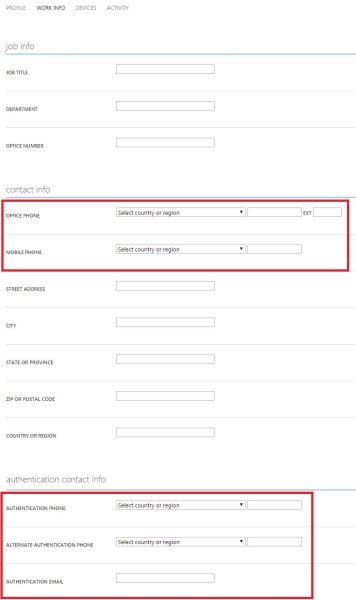 PROFILE WORK INFO DEVICES ACTIVITY
job info
JOB TITLE
DEPARTMENT
OFFICE NUMBER
contact info
OFFICE PHONE Select country or region EXT
MOBILE PHONE Select country or region
STREET ADDRESS
CITY
STATE OR PROVINCE
ZIP OR POSTAL CODE
COUNTRY OR REGION
authentication contact info
AUTHENTICATION PHONE Select country or region
ALTERNATE AUTHENTICATION PHONE Select country or region
AUTHENTICATION EMAIL